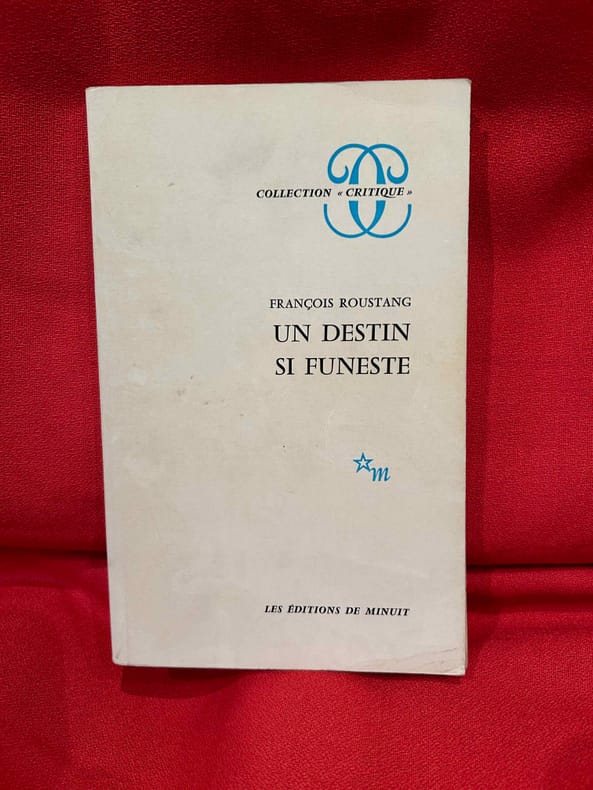 COLLECTION « CRITIQUE »
FRANÇOIS ROUSTANG
UN DESTIN
SI FUNESTE
m
LES ÉDITIONS DE MINUIT